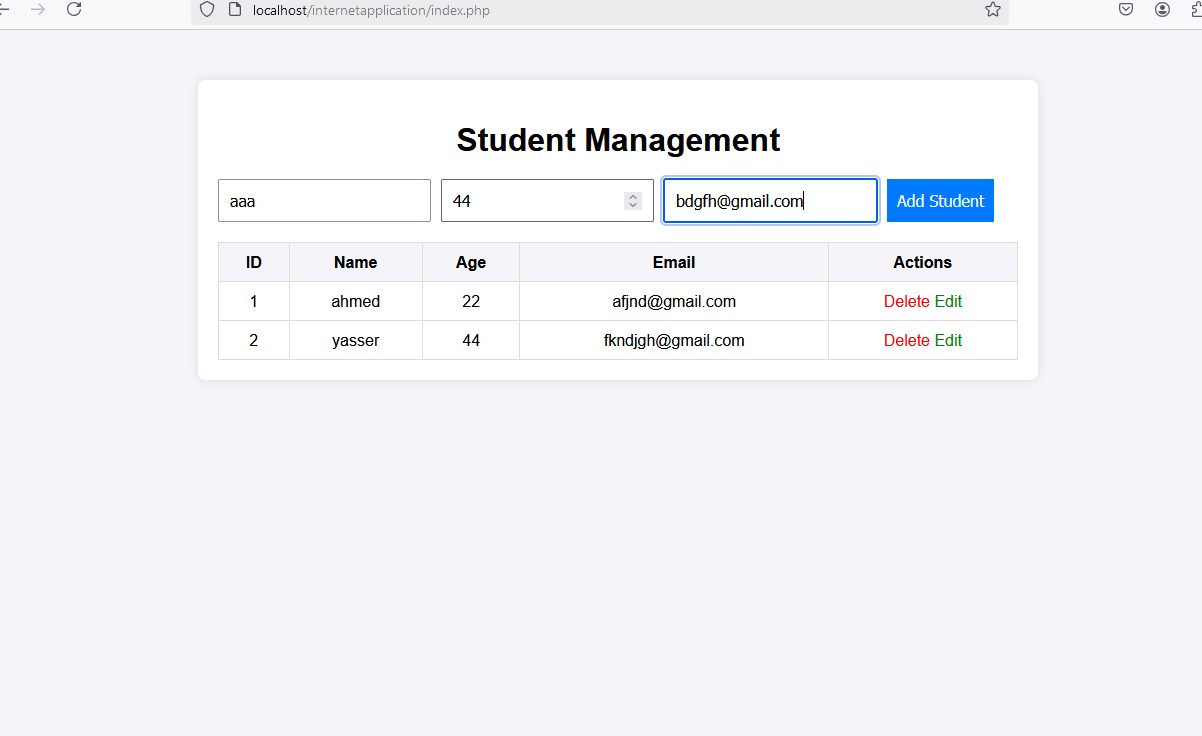 localhost/internetapplication/index.php
Student Management
aaa 44 bdgfh@gmail.com Add Student
ID Name Age Email Actions
1 ahmed 22 afjnd@gmail.com Delete Edit
2 yasser 44 fkndjgh@gmail.com Delete Edit